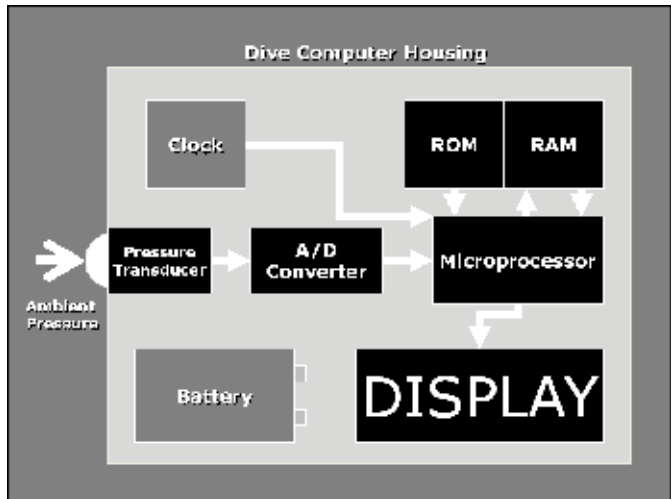 Dive Computer Housing
Clock
ROM
RAM
Pressure
Transducer
A/D
Converter
Microprocessor
Ambient
Pressure
Battery
DISPLAY